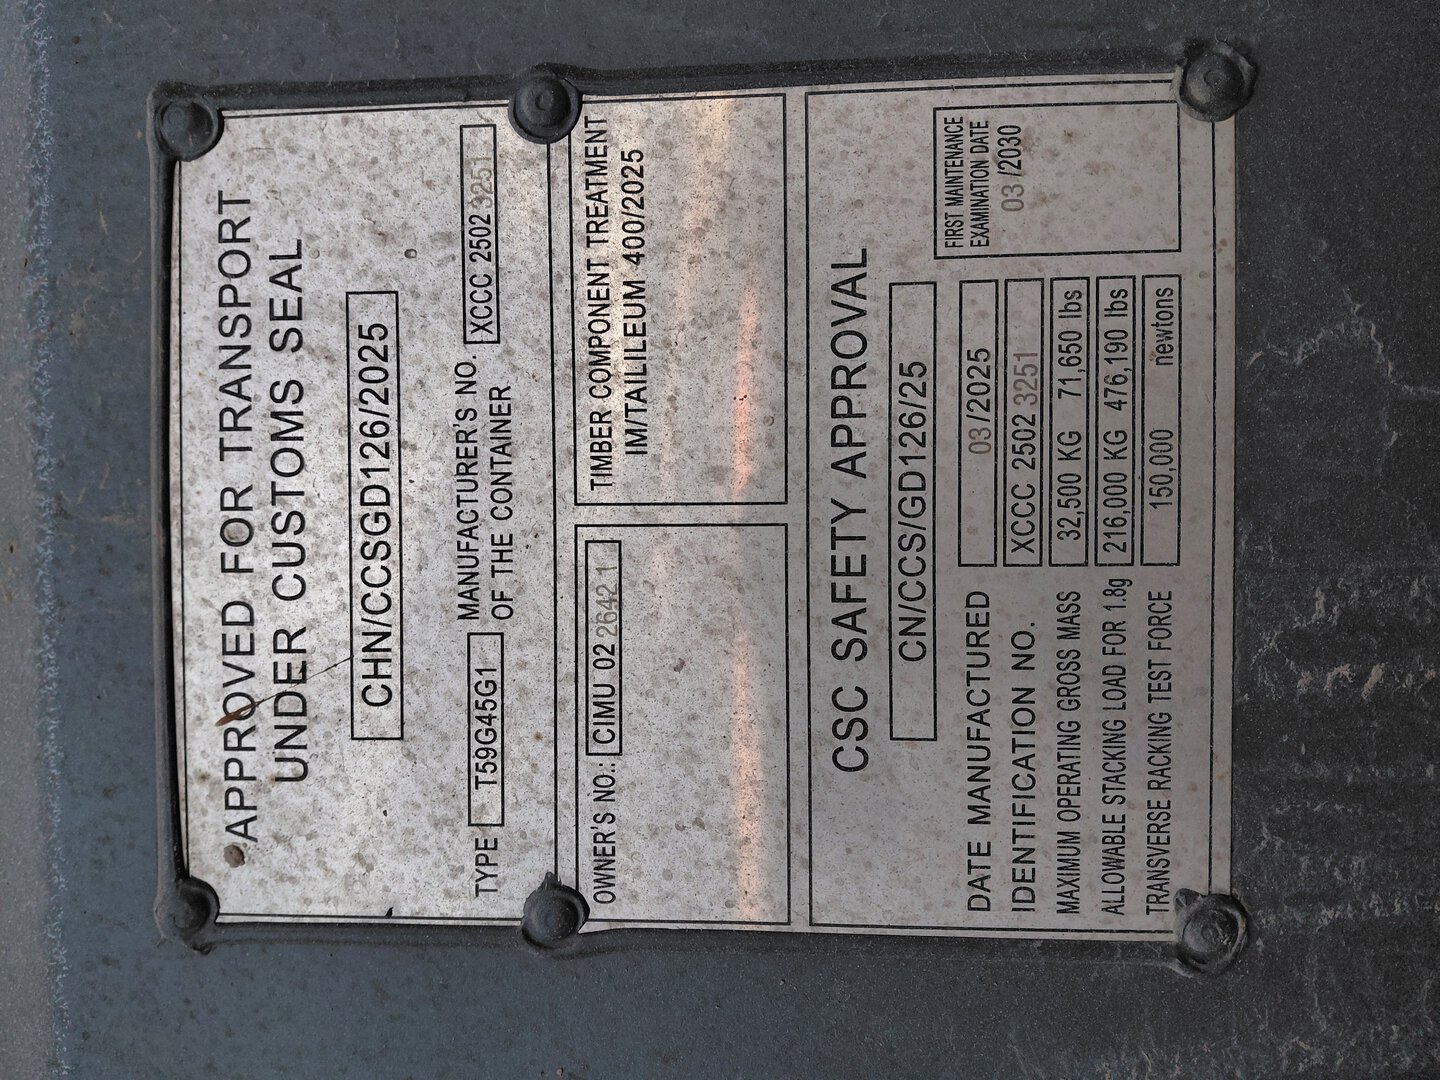 APPROVED FOR TRANSPORT
UNDER CUSTOMS SEAL
CHN/CCSGD126/2025
TYPE T59G45G1 MANUFACTURER'S NO. OF THE CONTAINER XCCC 2502 3251
OWNER'S NO.: CIMU 02 2642 1
TIMBER COMPONENT TREATMENT
IM/TAILILEUM 400/2025
CSC SAFETY APPROVAL
CN/CCCS/GD126/25
DATE MANUFACTURED 03/2025
IDENTIFICATION NO. XCCC 2502 3251
MAXIMUM OPERATING GROSS MASS 32,500 KG 71,650 lbs
ALLOWABLE STACKING LOAD FOR 1.8g 216,000 KG 476,190 lbs
TRANSVERSE RACKING TEST FORCE 150,000 newtons
FIRST MAINTENANCE
EXAMINATION DATE
03/2030